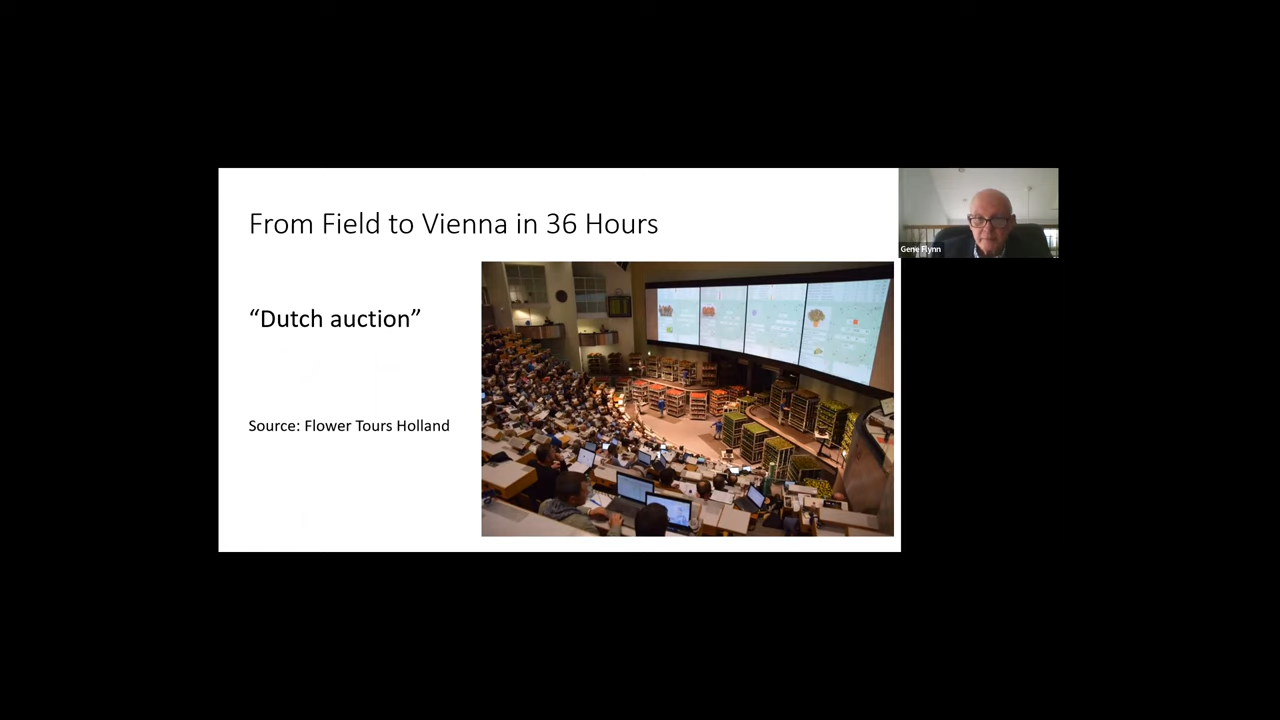 From Field to Vienna in 36 Hours
“Dutch auction”
Source: Flower Tours Holland
Gene Flynn